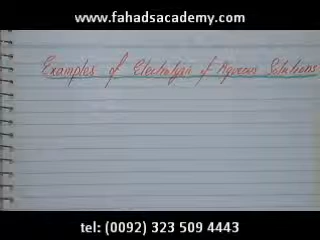 www.fahadsacademy.com
Examples of Electrolysis of Aqueous Solutions
tel: (0092) 323 509 4443